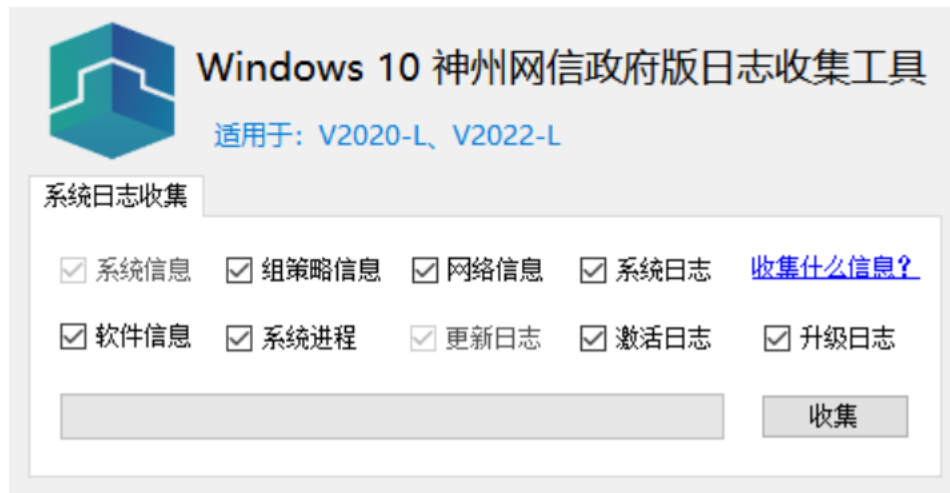 Windows 10 神州网信政府版日志收集工具
适用于：V2020-L、V2022-L
系统日志收集
系统信息 组策略信息 网络信息 系统日志 收集什么信息？
软件信息 系统进程 更新日志 激活日志 升级日志
收集